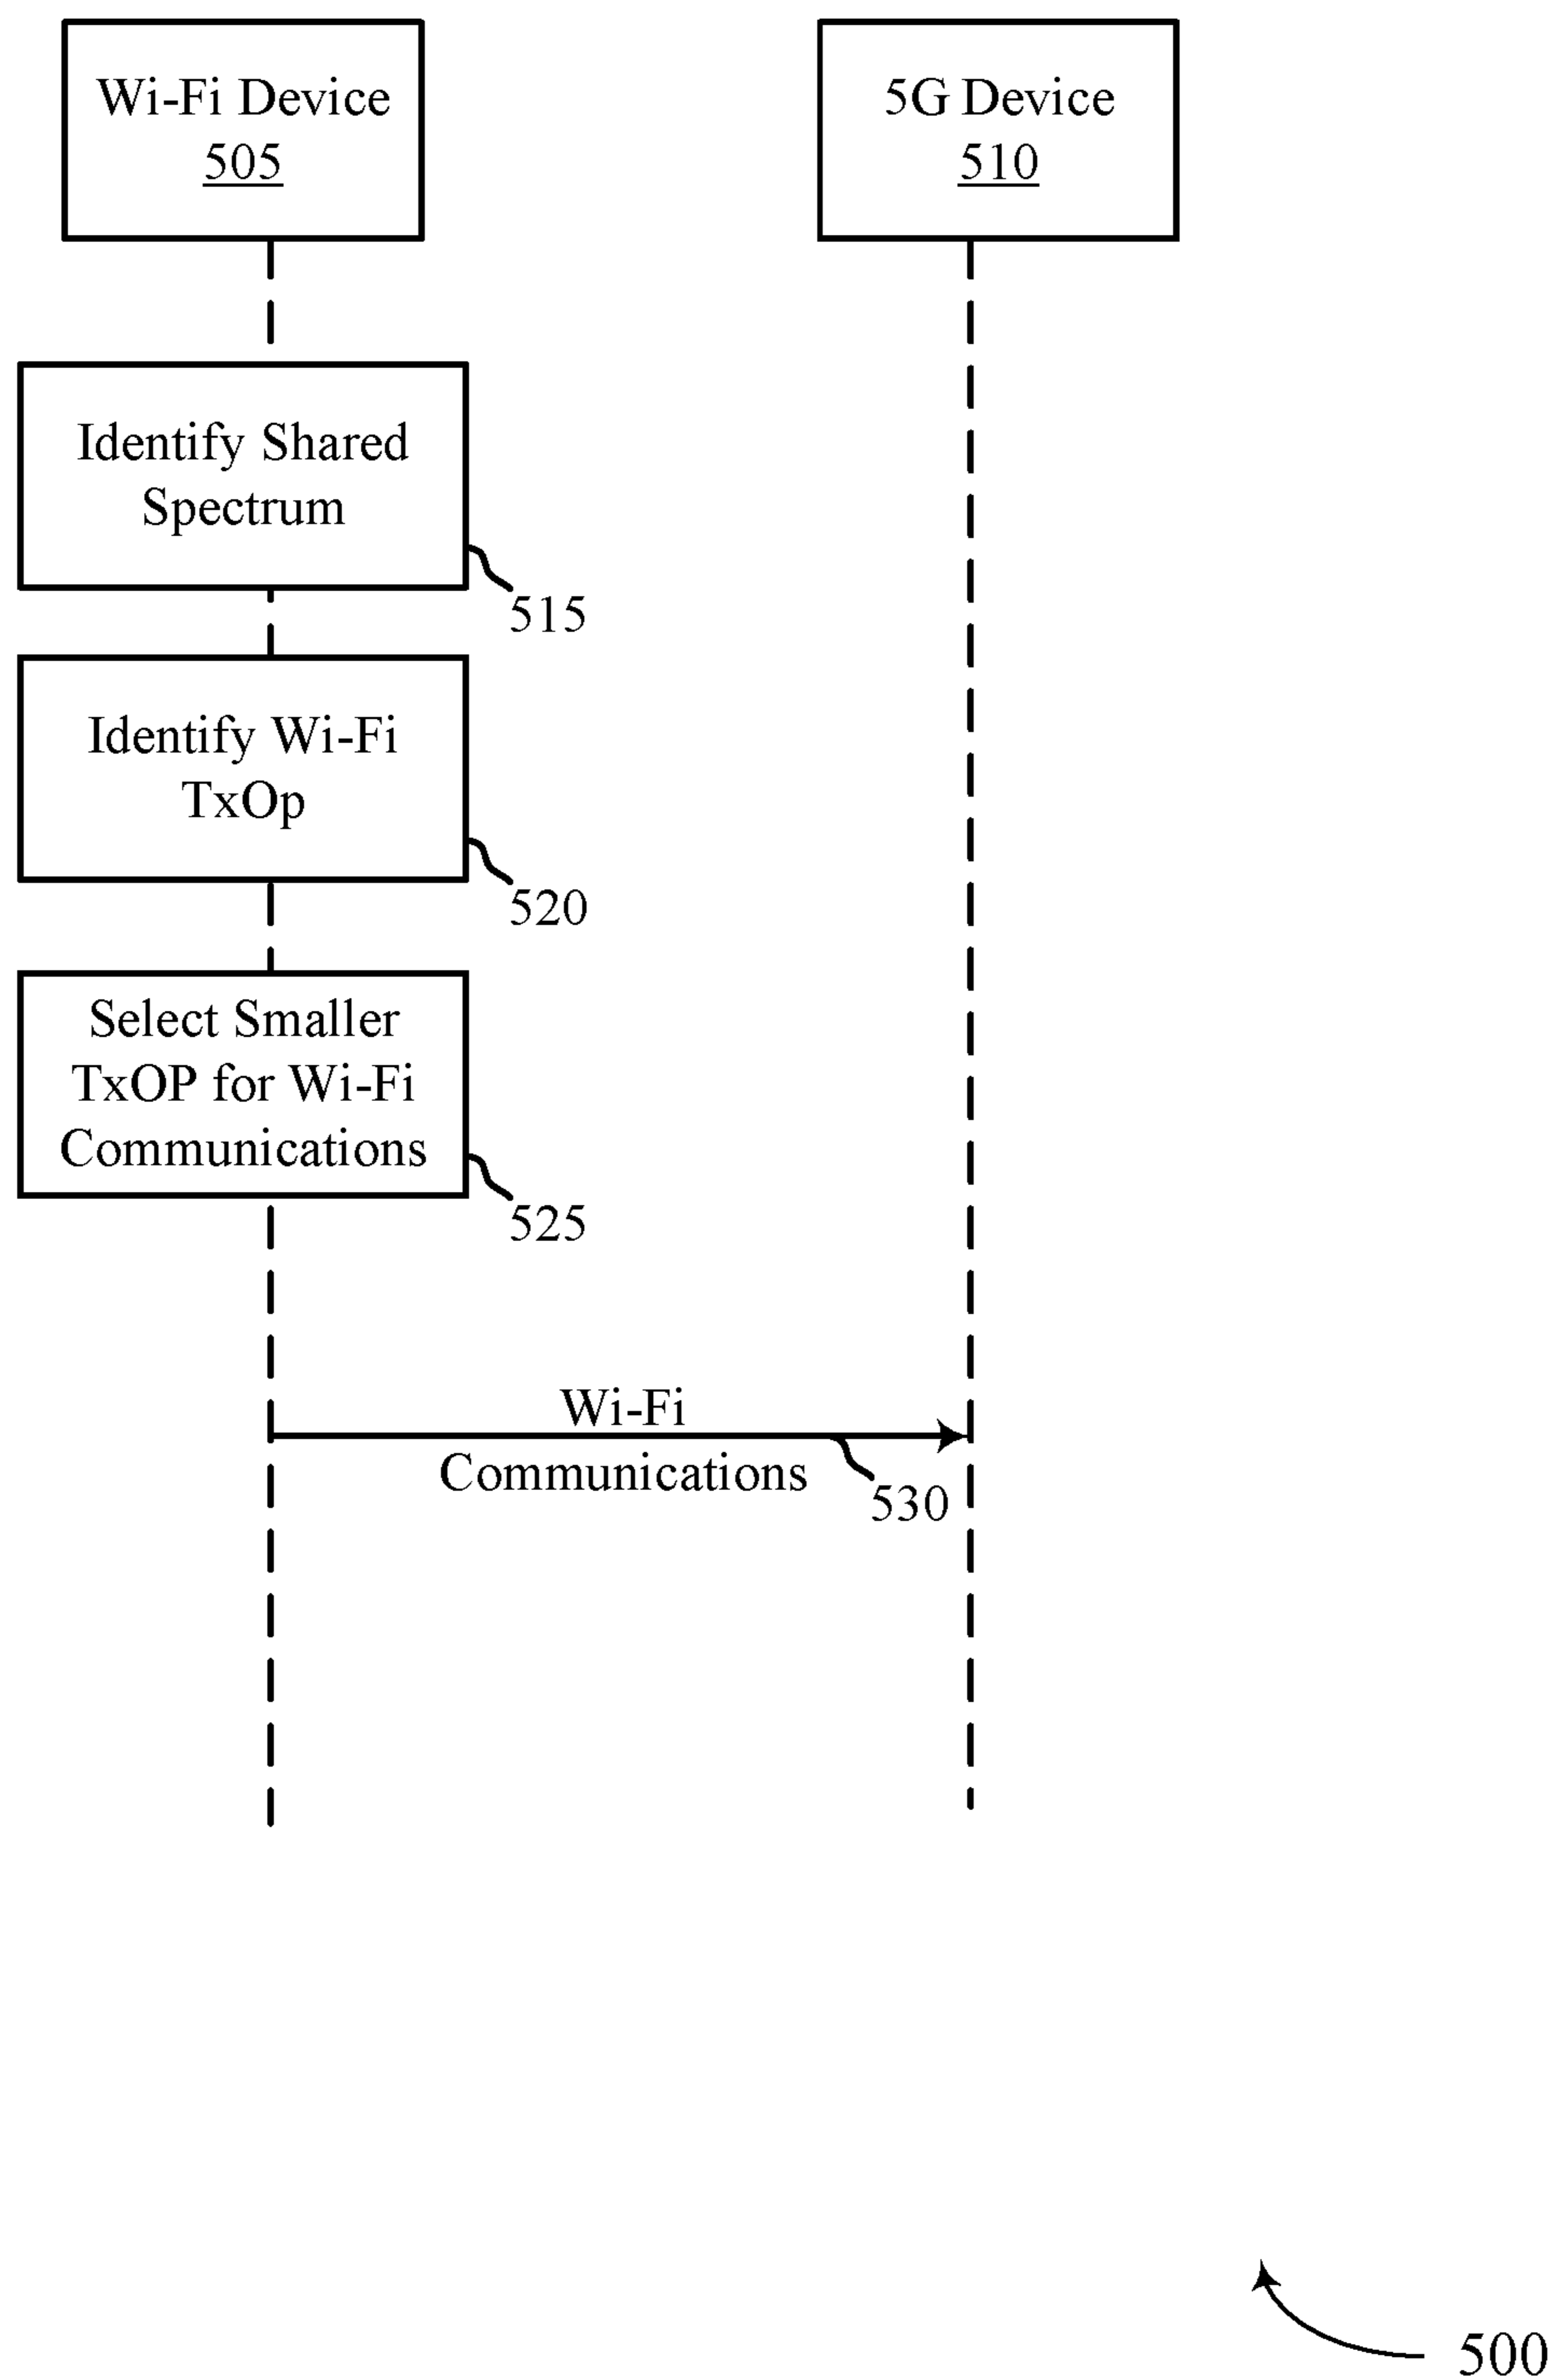 Wi-Fi Device
505
5G Device
510
Identify Shared
Spectrum
515
Identify Wi-Fi
TxOp
520
Select Smaller
TxOP for Wi-Fi
Communications
525
Wi-Fi
Communications
530
500